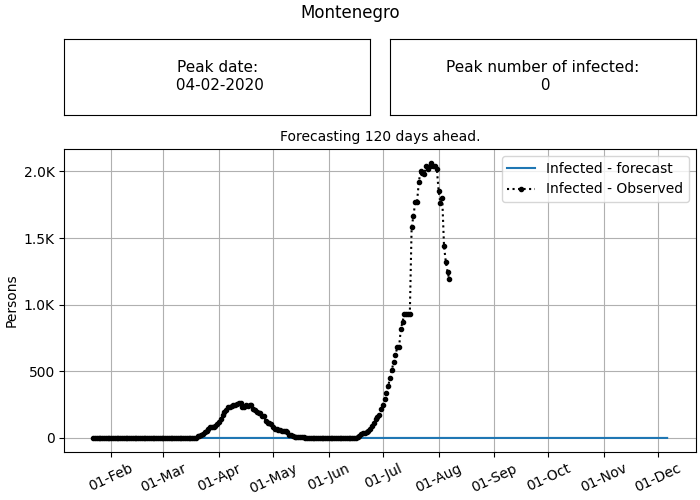 Montenegro
Peak date:
04-02-2020
Peak number of infected:
0
Forecasting 120 days ahead.
Infected - forecast
Infected - Observed
Persons
2.0K
1.5K
1.0K
500
0
01-Feb
01-Mar
01-Apr
01-May
01-Jun
01-Jul
01-Aug
01-Sep
01-Oct
01-Nov
01-Dec